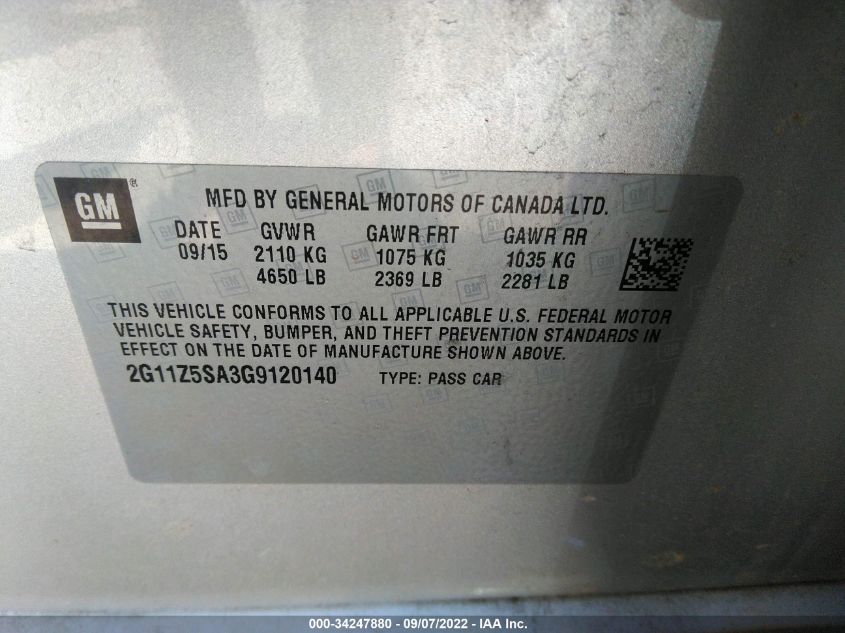 GM ®
MFD BY GENERAL MOTORS OF CANADA LTD.
DATE GVWR GAWR FRT GAWR RR
09/15 2110 KG 1075 KG 1035 KG
4650 LB 2369 LB 2281 LB
THIS VEHICLE CONFORMS TO ALL APPLICABLE U.S. FEDERAL MOTOR
VEHICLE SAFETY, BUMPER, AND THEFT PREVENTION STANDARDS IN
EFFECT ON THE DATE OF MANUFACTURE SHOWN ABOVE.
2G11Z5SA3G9120140 TYPE: PASS CAR
000-34247880 - 09/07/2022 - IAA Inc.